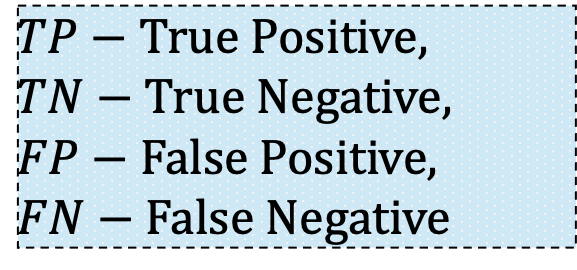 TP − True Positive,
TN − True Negative,
FP − False Positive,
FN − False Negative